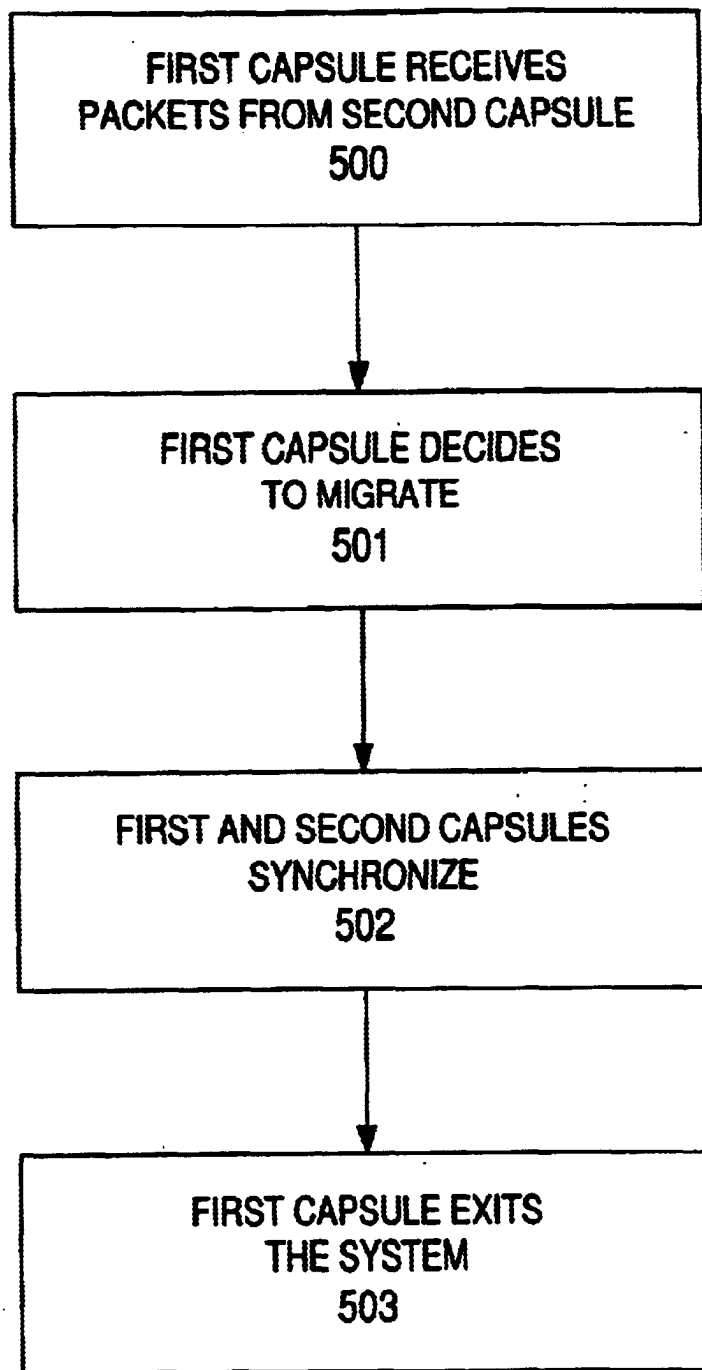 FIRST CAPSULE RECEIVES
PACKETS FROM SECOND CAPSULE
500
FIRST CAPSULE DECIDES
TO MIGRATE
501
FIRST AND SECOND CAPSULES
SYNCHRONIZE
502
FIRST CAPSULE EXITS
THE SYSTEM
503